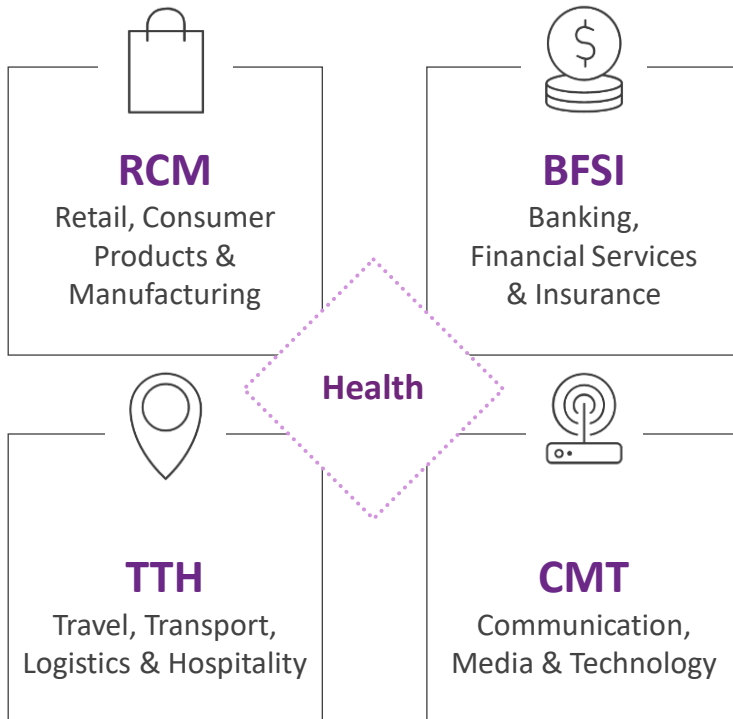 RCM
Retail, Consumer
Products &
Manufacturing
$
BFSI
Banking,
Financial Services
& Insurance
Health
TTH
Travel, Transport,
Logistics & Hospitality
CMT
Communication,
Media & Technology